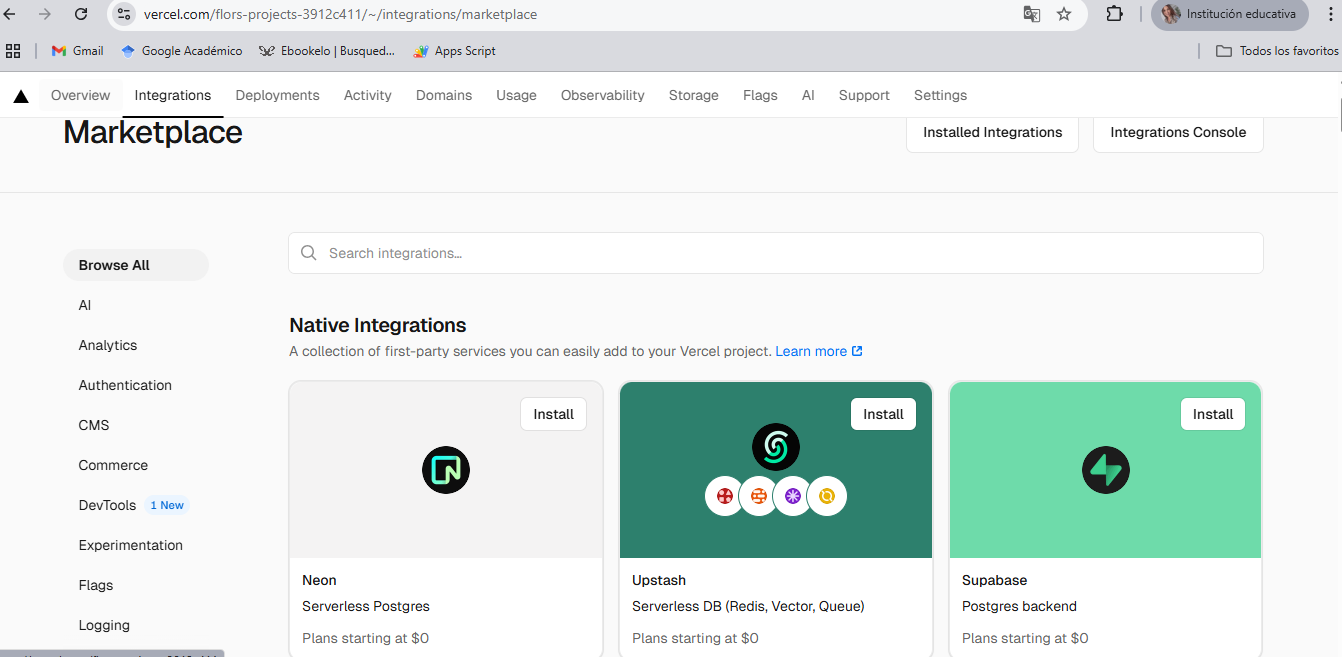 vercel.com/flors-projects-3912c411/~/integrations/marketplace
Institución educativa
Gmail
Google Académico
Ebookelo | Busqued...
Apps Script
Todos los favoritos
Overview
Integrations
Deployments
Activity
Domains
Usage
Observability
Storage
Flags
AI
Support
Settings
Marketplace
Installed Integrations
Integrations Console
Search integrations...
Browse All
AI
Analytics
Authentication
CMS
Commerce
DevTools 1 New
Experimentation
Flags
Logging
Native Integrations
A collection of first-party services you can easily add to your Vercel project. Learn more
Install
Neon
Serverless Postgres
Plans starting at $0
Install
Upstash
Serverless DB (Redis, Vector, Queue)
Plans starting at $0
Install
Supabase
Postgres backend
Plans starting at $0